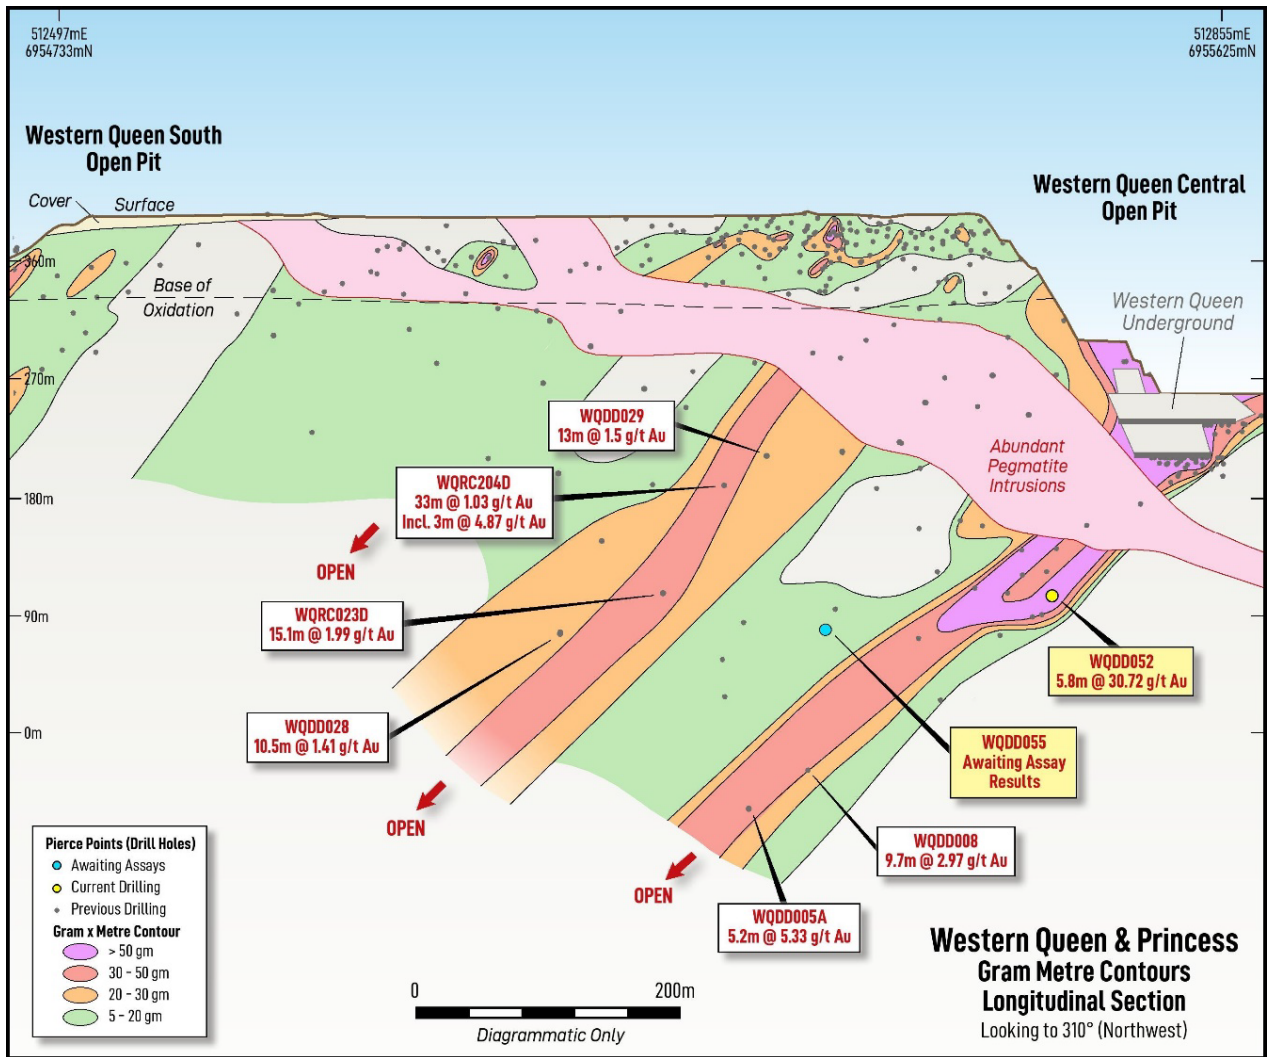 512497mE
6954733mN
512855mE
6955625mN
Western Queen South
Open Pit
Western Queen Central
Open Pit
Cover
Surface
360m
Base of
Oxidation
Western Queen
Underground
270m
WQDD029
13m @ 1.5 g/t Au
Abundant
Pegmatite
Intrusions
WQRC204D
33m @ 1.03 g/t Au
Incl. 3m @ 4.87 g/t Au
180m
OPEN
WQRC023D
15.1m @ 1.99 g/t Au
90m
WQDD052
5.8m @ 30.72 g/t Au
WQDD028
10.5m @ 1.41 g/t Au
0m
WQDD055
Awaiting Assay
Results
OPEN
WQDD008
9.7m @ 2.97 g/t Au
OPEN
WQDD005A
5.2m @ 5.33 g/t Au
Pierce Points (Drill Holes)
Awaiting Assays
Current Drilling
Previous Drilling
Gram x Metre Contour
> 50 gm
30 - 50 gm
20 - 30 gm
5 - 20 gm
0
200m
Diagrammatic Only
Western Queen & Princess
Gram Metre Contours
Longitudinal Section
Looking to 310° (Northwest)